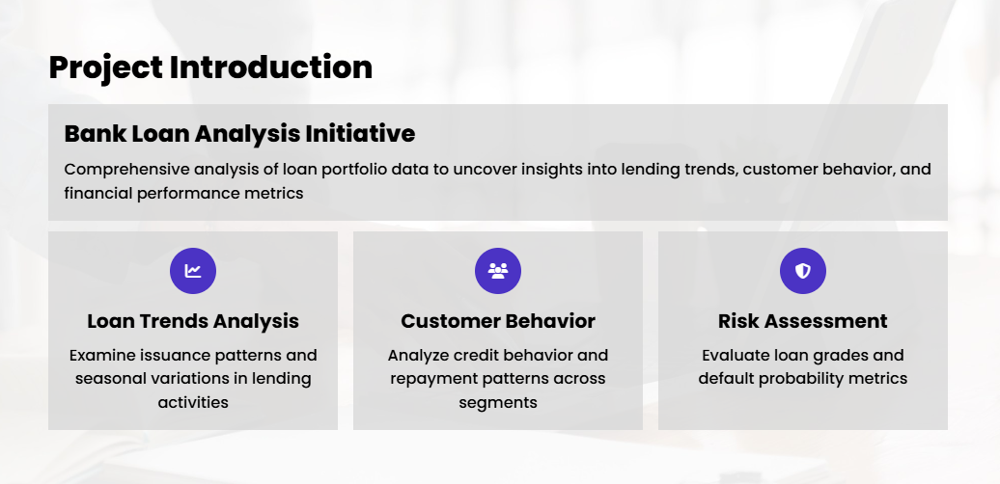 Project Introduction
Bank Loan Analysis Initiative
Comprehensive analysis of loan portfolio data to uncover insights into lending trends, customer behavior, and
financial performance metrics
Loan Trends Analysis
Examine issuance patterns and
seasonal variations in lending
activities
Customer Behavior
Analyze credit behavior and
repayment patterns across
segments
Risk Assessment
Evaluate loan grades and
default probability metrics